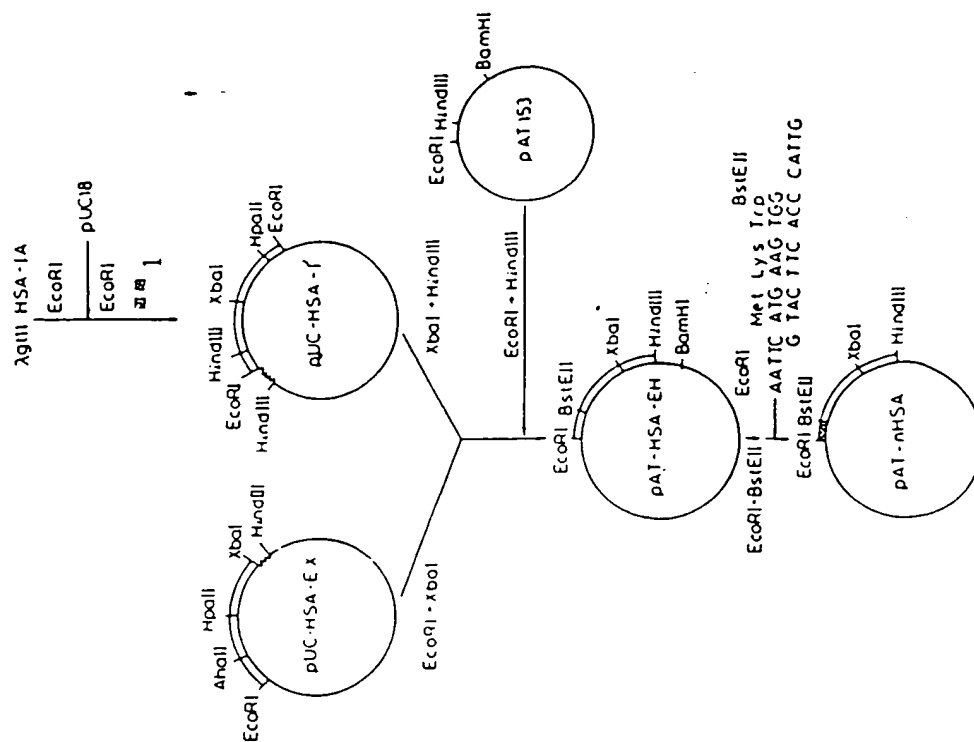 λgt11 HSA-IA
EcoRI
pUC18
EcoRI
1
HindIII
EcoRI
HindIII
XbaI
HpaII
EcoRI
pUC-HSA-I
XbaI + HindIII
EcoRI
AhaII
HpaII
XbaI
HindIII
pUC-HSA-EX
EcoRI + XbaI
EcoRI HindIII
BamHI
pAT153
EcoRI + HindIII
EcoRI
BstEII
XbaI
HindIII
BamHI
pAT-HSA-EH
EcoRI + BstEII
EcoRI
BstEII
Met Lys Trp
AATTC ATG AAG TGG
G TAC TTC ACC CATTG
EcoRI BstEII
XbaI
HindIII
pAT-nHSA